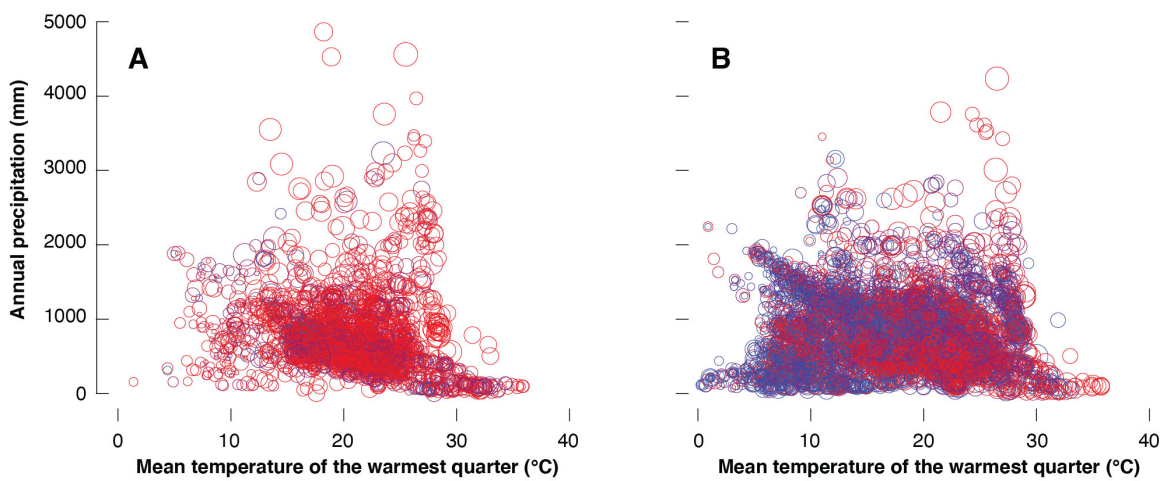 A
B
Annual precipitation (mm)
5000
4000
3000
2000
1000
0
0 10 20 30 40
0 10 20 30 40
Mean temperature of the warmest quarter (°C)
Mean temperature of the warmest quarter (°C)